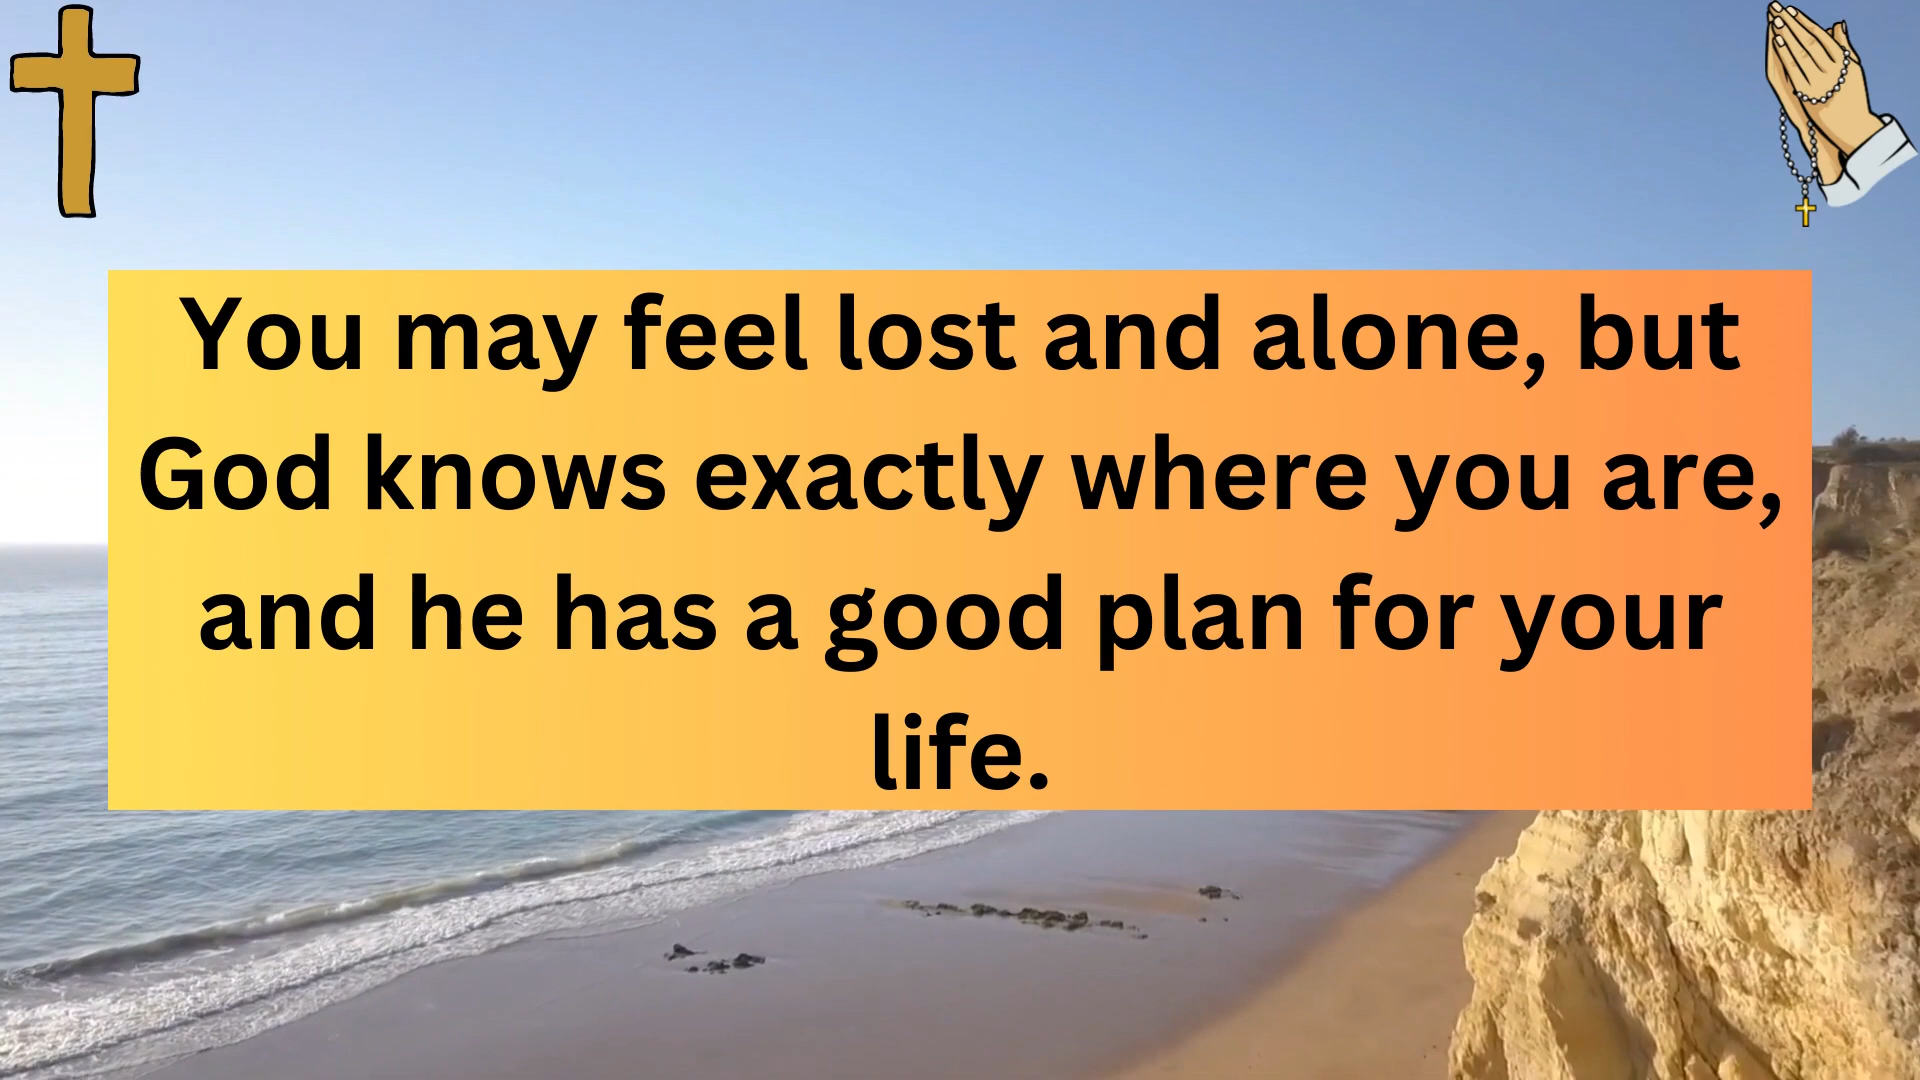 You may feel lost and alone, but
God knows exactly where you are,
and he has a good plan for your
life.